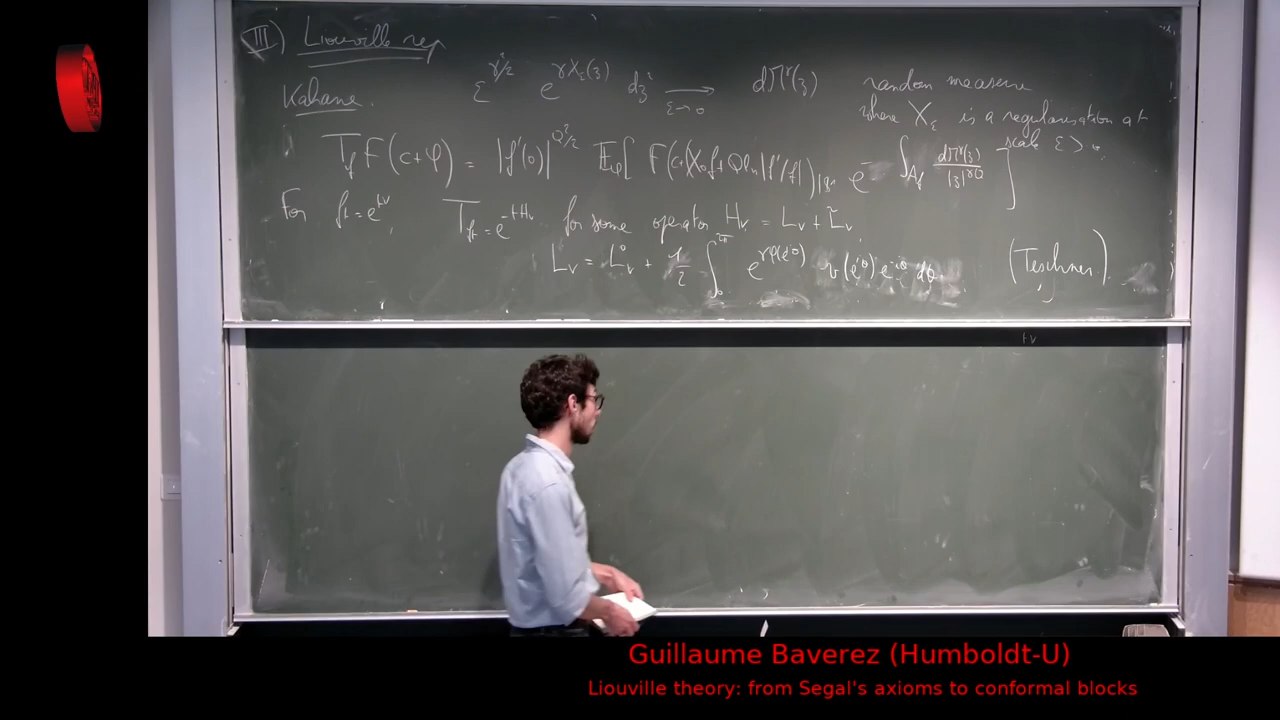 III) Liouville rep
Kahane. ε^{γ²/2} e^{γX_ε(z)} dz² → dM^γ(z) random measure
ε→0 where X_ε is a regularisation at
scale ε > 0.
T_f F(c+φ) = |f'(0)|^{Q²/2} E_φ[ F(c+(X∘f+Q ln|f'/f|)|_{S¹}) e^{- ∫_{A_f} dM^γ(z)/|z|^{γQ}} ]
For f_t = e^{tv}, T_{f_t} = e^{-tH_v} for some operator H_v = L_v + L̃_v
L_v = L_v^0 + 1/2 ∫_0^{2π} e^{γφ(e^{iθ})} v(e^{iθ}) e^{-iθ} dθ. (Teschner)
tv
Guillaume Baverez (Humboldt-U)
Liouville theory: from Segal's axioms to conformal blocks